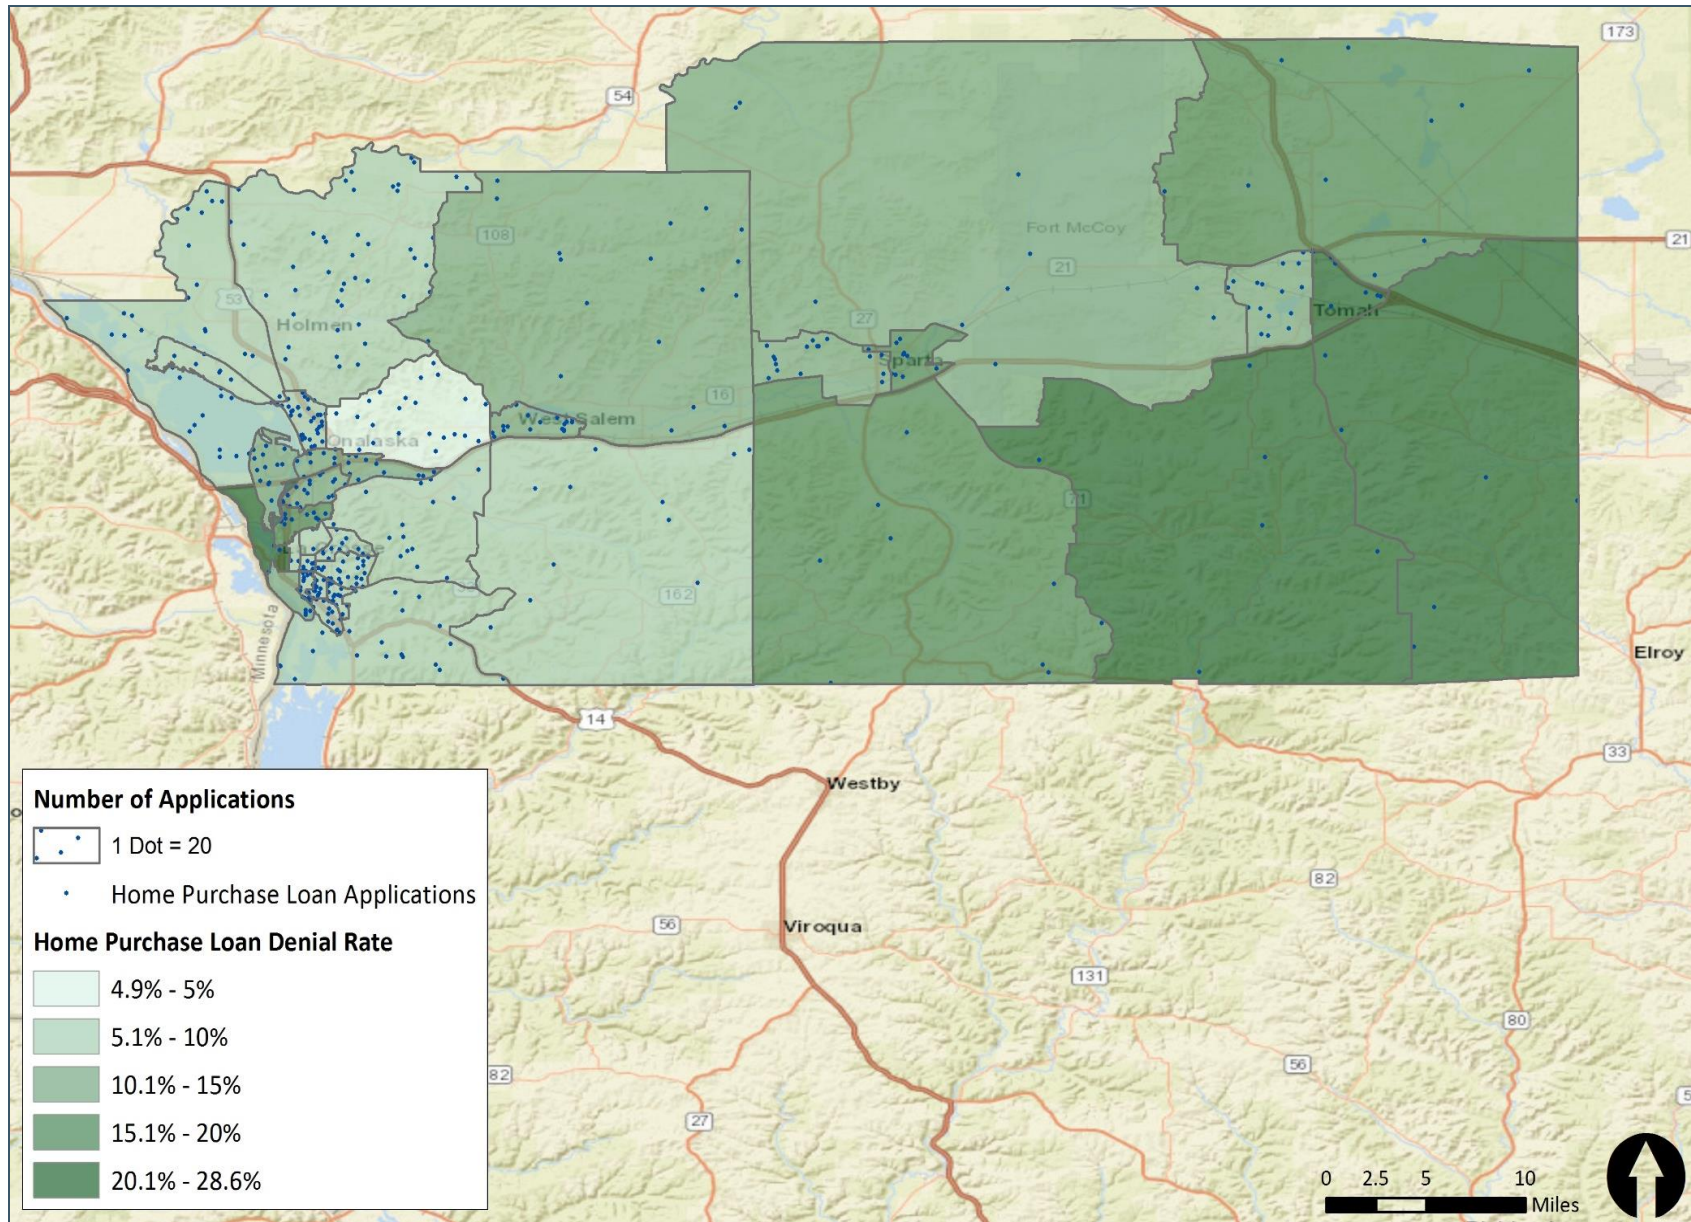 173
54
21
108
Fort McCoy
21
53
Holmen
27
Tomah
Sparta
16
West Salem
Onalaska
71
162
Minnesota
Elroy
14
33
Westby
82
56
Viroqua
131
80
56
82
27
5
Number of Applications
1 Dot = 20
Home Purchase Loan Applications
Home Purchase Loan Denial Rate
4.9% - 5%
5.1% - 10%
10.1% - 15%
15.1% - 20%
20.1% - 28.6%
0 2.5 5 10
Miles